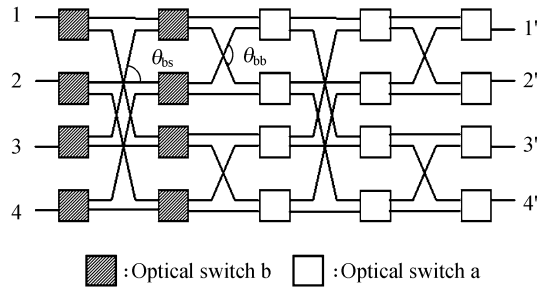 1
1'
θbs
θbb
2
2'
3
3'
4
4'
:Optical switch b
:Optical switch a